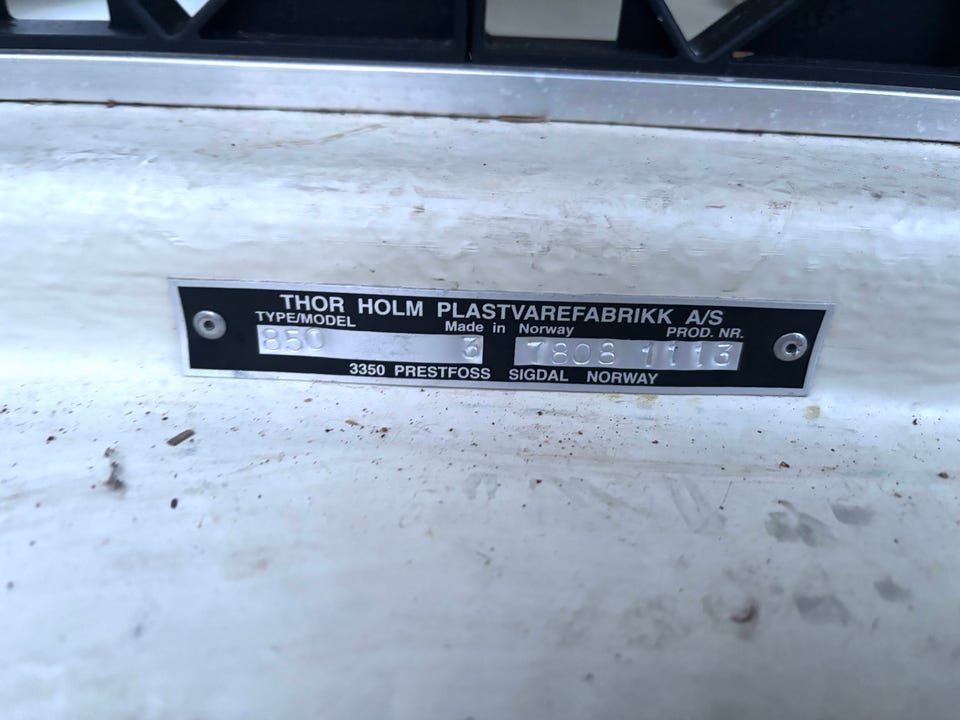 THOR HOLM PLASTVAREFABRIKK A/S
TYPE/MODEL Made in Norway PROD. NR.
850 3 7808 1113
3350 PRESTFOSS SIGDAL NORWAY